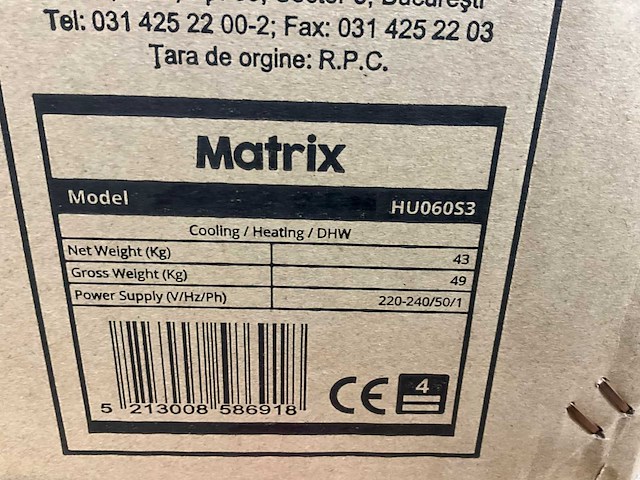 București
Tel: 031 425 22 00-2; Fax: 031 425 22 03
Țara de orgine: R.P.C.
Matrix
Model HU060S3
Cooling / Heating / DHW
Net Weight (Kg) 43
Gross Weight (Kg) 49
Power Supply (V/Hz/Ph) 220-240/50/1
5 213008 586918
CE 4